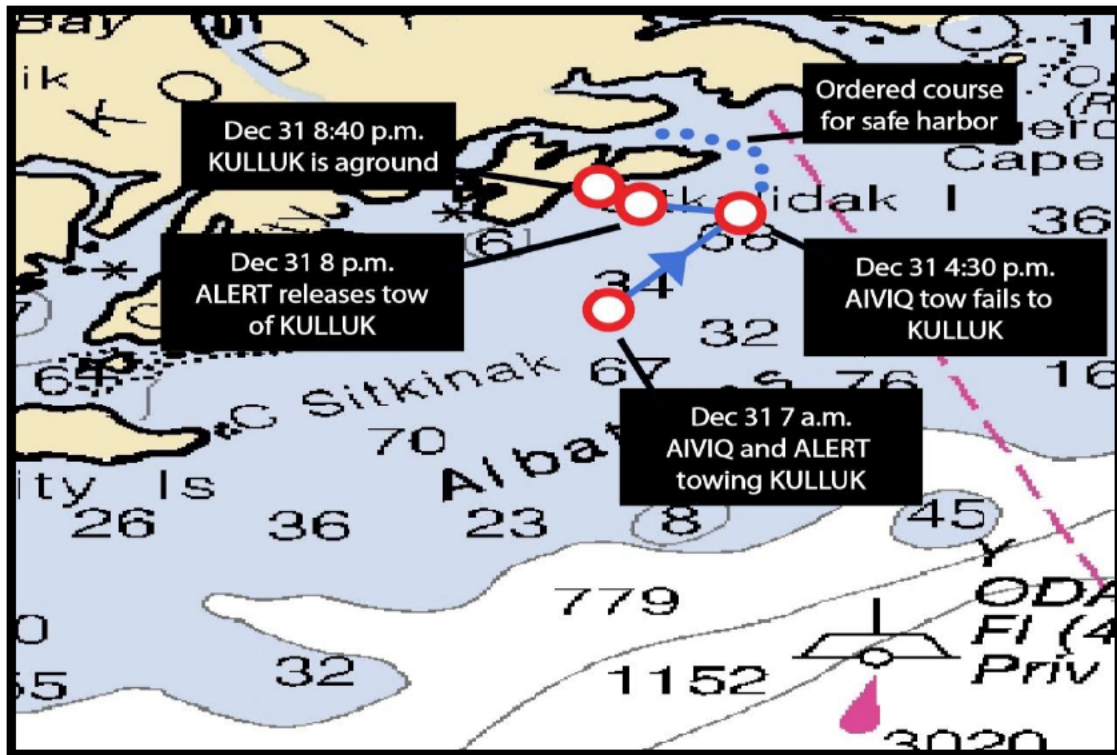 Bay
ik
K O D I
Dec 31 8:40 p.m.
KULLUK is aground
Ordered course
for safe harbor
Cape
I
36
68
(6)
Dec 31 8 p.m.
ALERT releases tow
of KULLUK
34
Dec 31 4:30 p.m.
AIVIQ tow fails to
KULLUK
32
64
67
76
16
C Sitkinak
Dec 31 7 a.m.
AIVIQ and ALERT
towing KULLUK
70
Alba
ity Is
26
36
23
8
45
Y
ODA
Fl (4
Priv
779
32
1152
3020